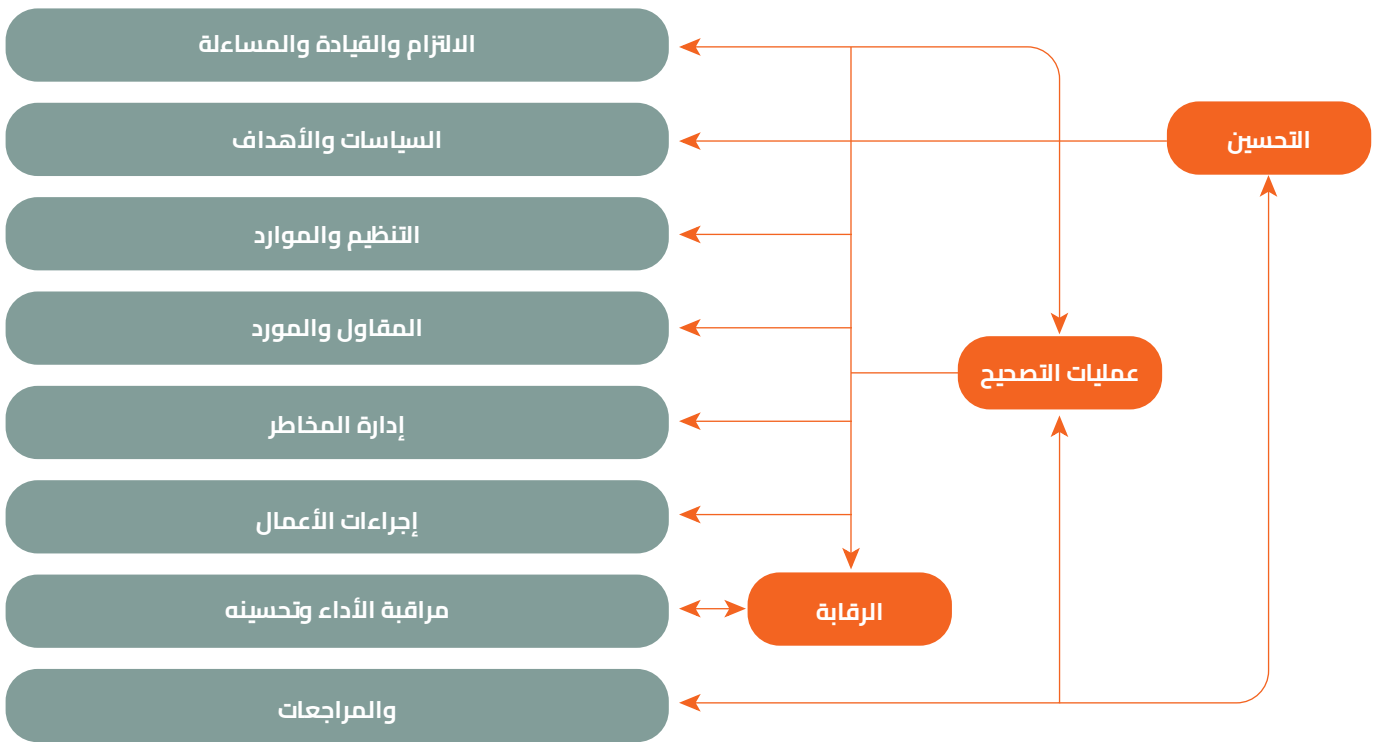 الالتزام والقيادة والمساءلة
السياسات والأهداف
التنظيم والموارد
المقاول والمورد
إدارة المخاطر
إجراءات الأعمال
مراقبة الأداء وتحسينه
والمراجعات
التحسين
عمليات التصحيح
الرقابة